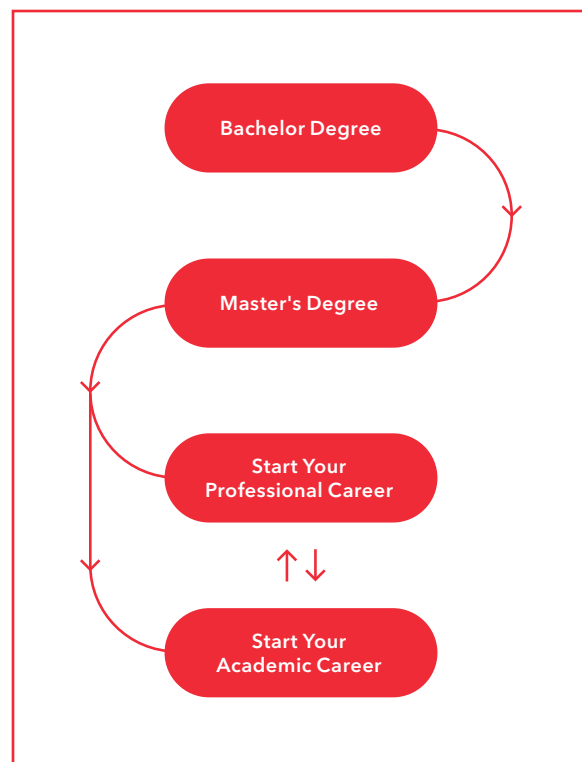 Bachelor Degree
Master's Degree
Start Your
Professional Career
Start Your
Academic Career